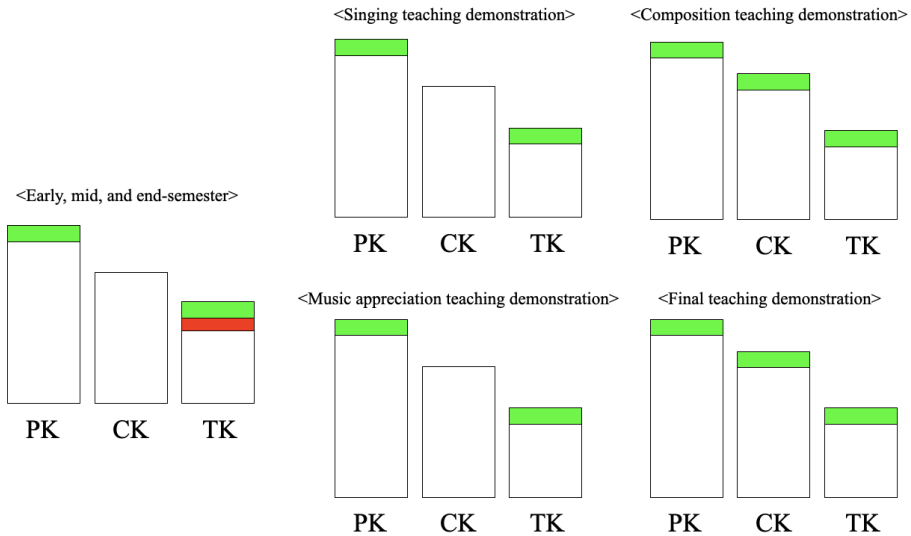 <Singing teaching demonstration>
<Composition teaching demonstration>
PK CK TK
PK CK TK
<Early, mid, and end-semester>
PK CK TK
<Music appreciation teaching demonstration>
<Final teaching demonstration>
PK CK TK
PK CK TK